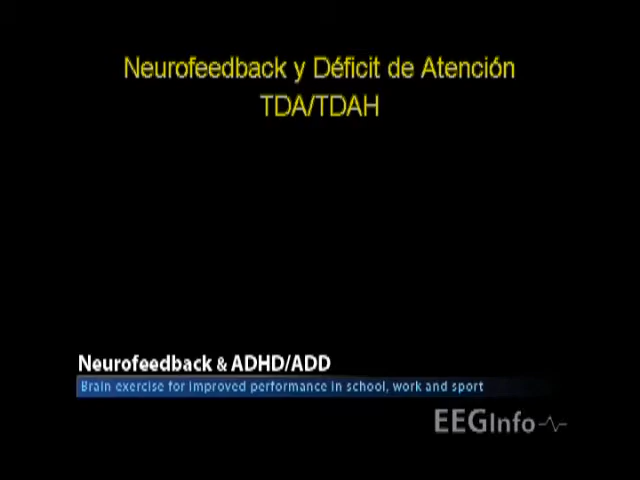 Neurofeedback y Déficit de Atención
TDA/TDAH
Neurofeedback & ADHD/ADD
Brain exercise for improved performance in school, work and sport
EEGInfo